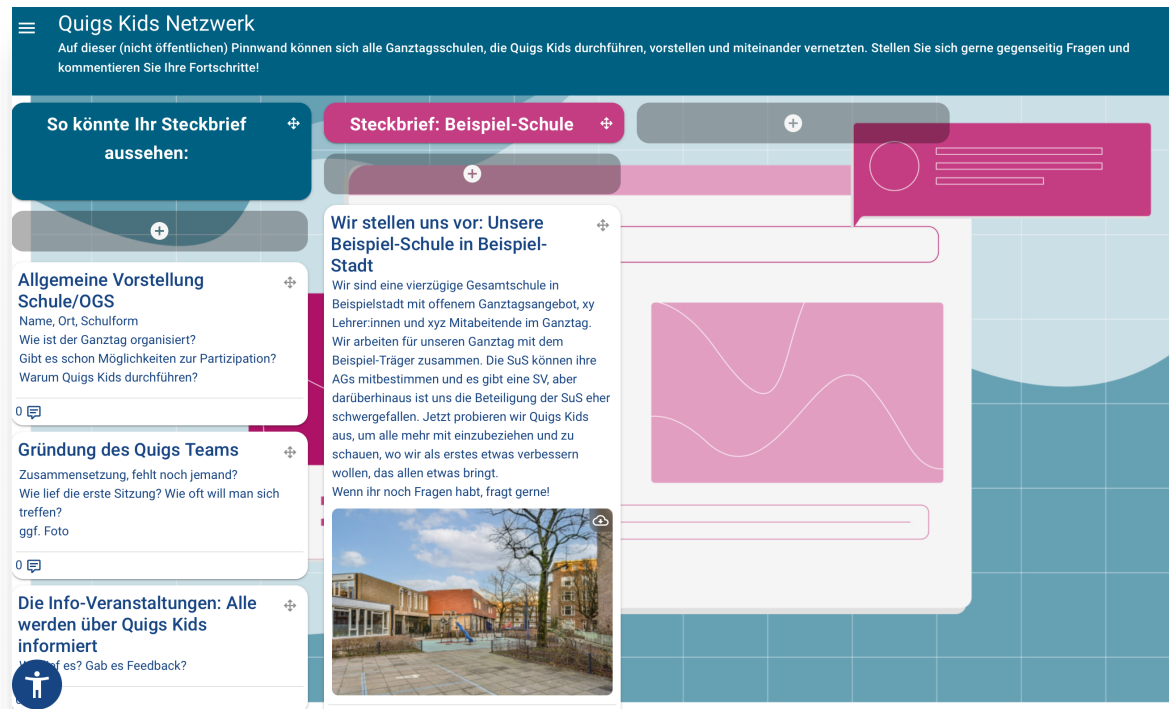 Quigs Kids Netzwerk
Auf dieser (nicht öffentlichen) Pinnwand können sich alle Ganztagsschulen, die Quigs Kids durchführen, vorstellen und miteinander vernetzten. Stellen Sie sich gerne gegenseitig Fragen und
kommentieren Sie Ihre Fortschritte!
So könnte Ihr Steckbrief
aussehen:
Allgemeine Vorstellung
Schule/OGS
Name, Ort, Schulform
Wie ist der Ganztag organisiert?
Gibt es schon Möglichkeiten zur Partizipation?
Warum Quigs Kids durchführen?
0
Gründung des Quigs Teams
Zusammensetzung, fehlt noch jemand?
Wie lief die erste Sitzung? Wie oft will man sich
treffen?
ggf. Foto
0
Die Info-Veranstaltungen: Alle
werden über Quigs Kids
informiert
es? Gab es Feedback?
Steckbrief: Beispiel-Schule
Wir stellen uns vor: Unsere
Beispiel-Schule in Beispiel-
Stadt
Wir sind eine vierzügige Gesamtschule in
Beispielstadt mit offenem Ganztagsangebot, xy
Lehrer:innen und xyz Mitabeitende im Ganztag.
Wir arbeiten für unseren Ganztag mit dem
Beispiel-Träger zusammen. Die SuS können ihre
AGs mitbestimmen und es gibt eine SV, aber
darüberhinaus ist uns die Beteiligung der SuS eher
schwergefallen. Jetzt probieren wir Quigs Kids
aus, um alle mehr mit einzubeziehen und zu
schauen, wo wir als erstes etwas verbessern
wollen, das allen etwas bringt.
Wenn ihr noch Fragen habt, fragt gerne!